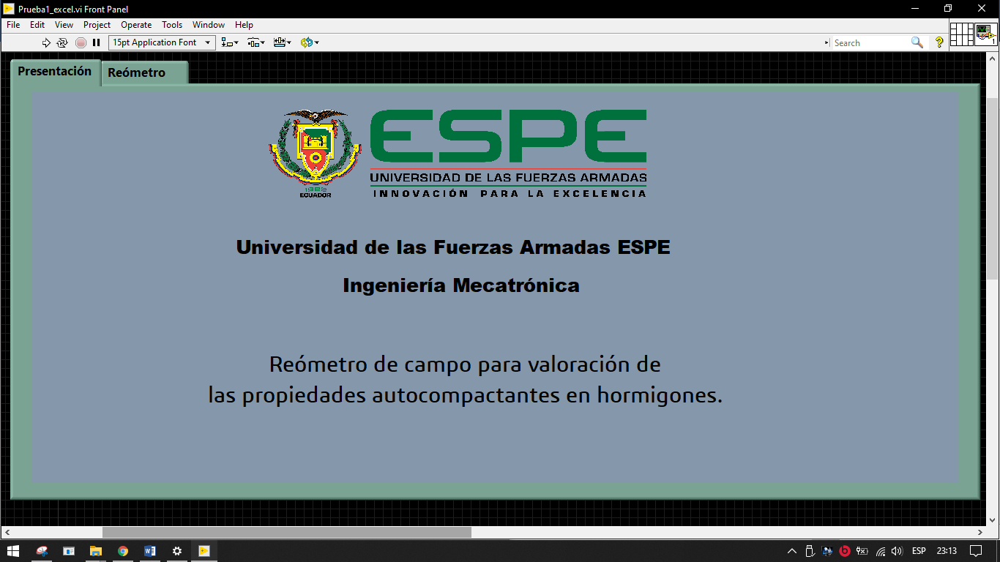 Prueba1_excel.vi Front Panel
File Edit View Project Operate Tools Window Help
15pt Application Font
Search
1
Presentación Reómetro
ESPE
UNIVERSIDAD DE LAS FUERZAS ARMADAS
INNOVACIÓN PARA LA EXCELENCIA
1922
ECUADOR
Universidad de las Fuerzas Armadas ESPE
Ingeniería Mecatrónica
Reómetro de campo para valoración de
las propiedades autocompactantes en hormigones.
ESP 23:13